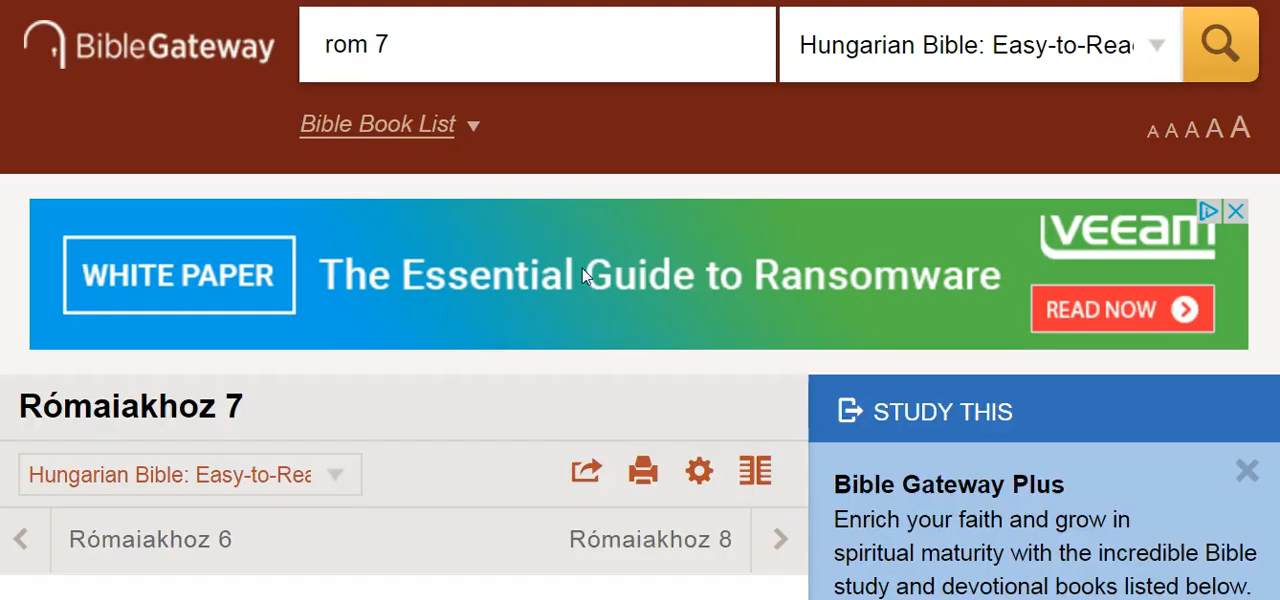 BibleGateway
rom 7
Hungarian Bible: Easy-to-Rea
Bible Book List
A A A A A
WHITE PAPER
The Essential Guide to Ransomware
veeam
READ NOW
Rómaiakhoz 7
STUDY THIS
Hungarian Bible: Easy-to-Rea
Bible Gateway Plus
Enrich your faith and grow in
spiritual maturity with the incredible Bible
study and devotional books listed below.
Rómaiakhoz 6
Rómaiakhoz 8